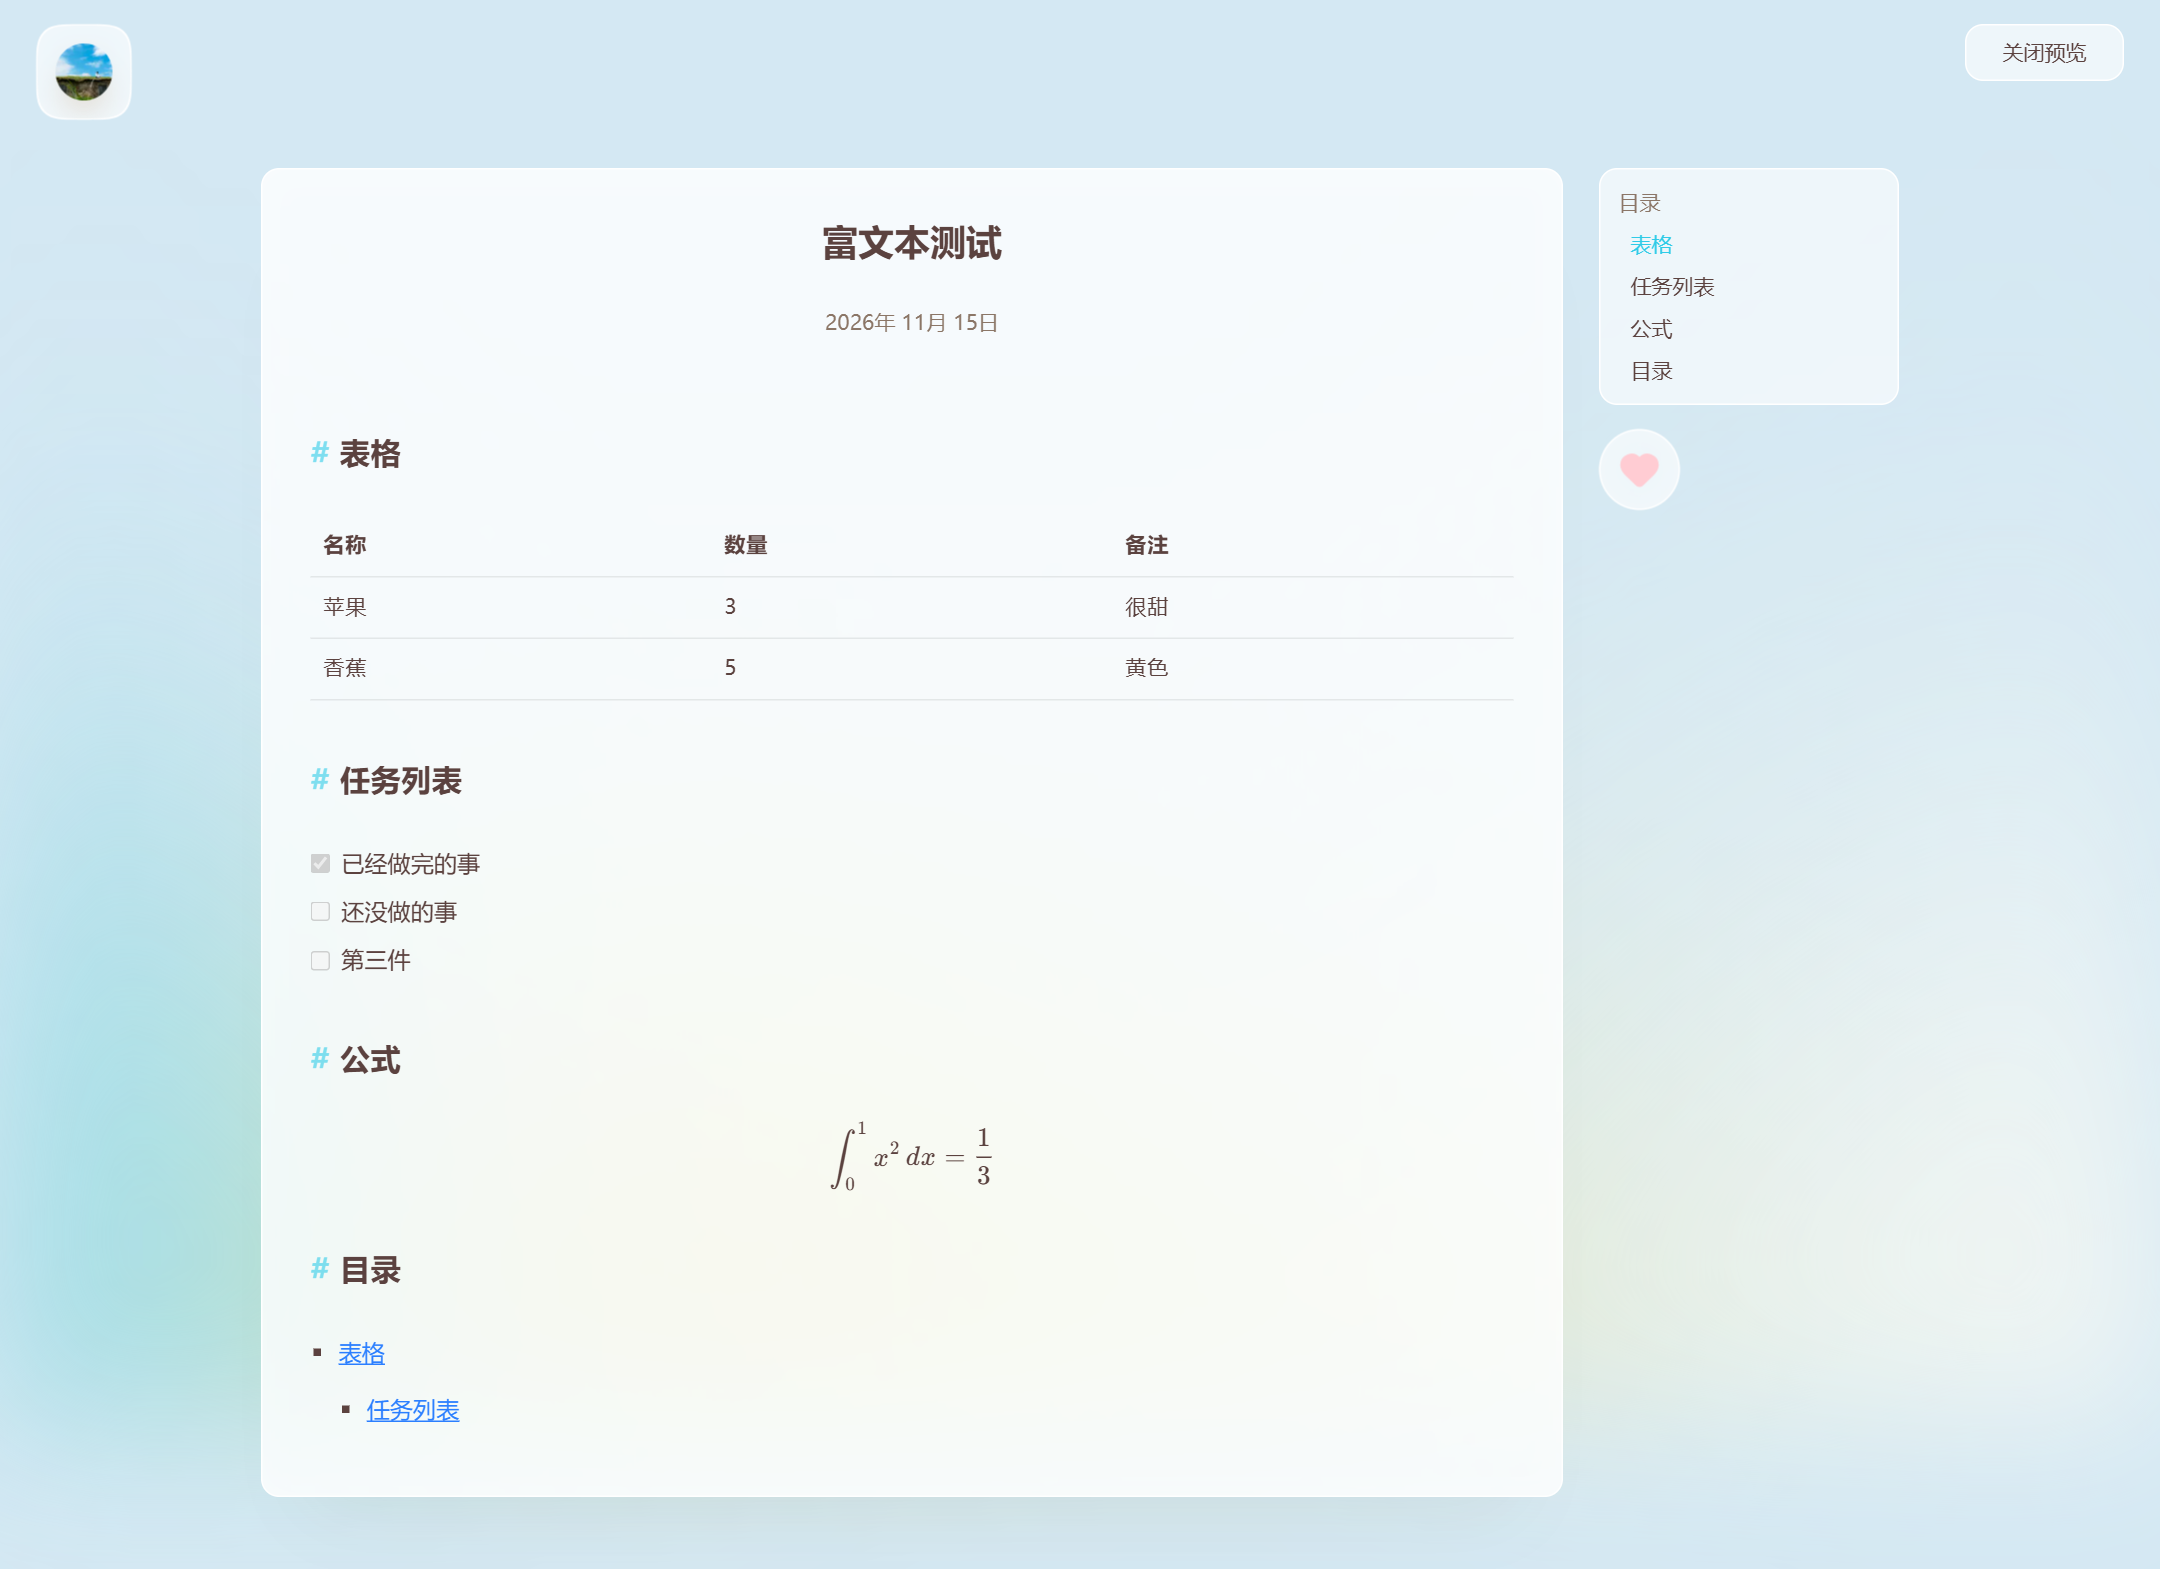 关闭预览
富文本测试
2026年 11月 15日
# 表格
名称 数量 备注
苹果 3 很甜
香蕉 5 黄色
# 任务列表
已经做完的事
还没做的事
第三件
# 公式
∫₀¹ x² dx = 1/3
# 目录
▪ 表格
▪ 任务列表
目录
表格
任务列表
公式
目录